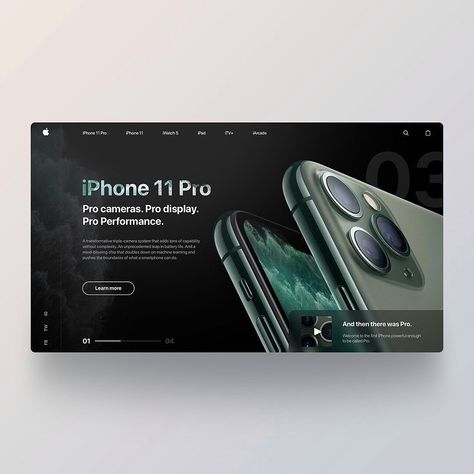 iPhone 11 Pro iPhone 11 iWatch 5 iPad iTV+ iArcade
03
iPhone 11 Pro
Pro cameras. Pro display.
Pro Performance.
A transformative triple-camera system that adds tons of capability
without complexity. An unprecedented leap in battery life. And a
mind-blowing chip that doubles down on machine learning and
pushes the boundaries of what a smartphone can do.
Learn more
IG
TW
FB
01 04
And then there was Pro.
Welcome to the first iPhone powerful enough
to be called Pro.